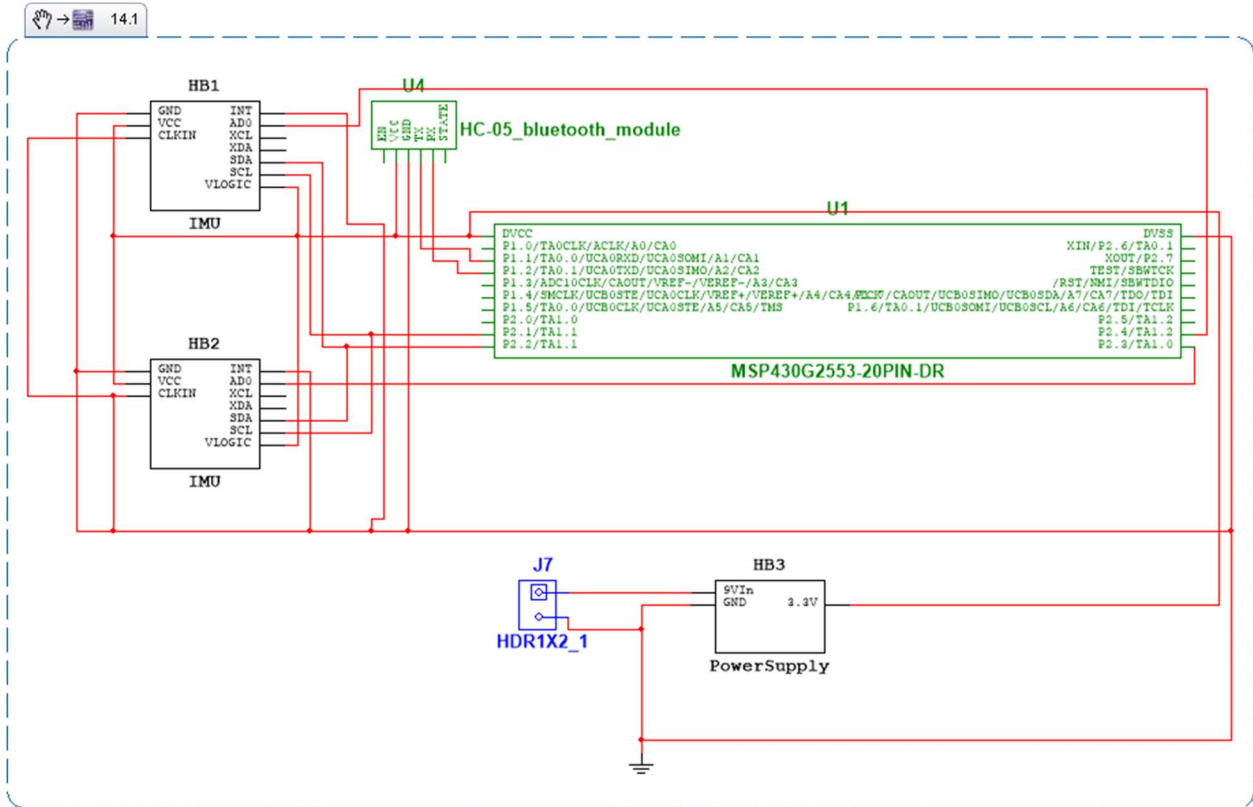 14.1
HB1
GND
VCC
CLKIN
INT
AD0
XCL
XDA
SDA
SCL
VLOGIC
IMU
U4
EN
VCC
GND
TX
RX
STATE
HC-05_bluetooth_module
U1
DVCC
P1.0/TA0CLK/ACLK/A0/CA0
P1.1/TA0.0/UCA0RXD/UCA0SOMI/A1/CA1
P1.2/TA0.1/UCA0TXD/UCA0SIMO/A2/CA2
P1.3/ADC10CLK/CAOUT/VREF-/VEREF-/A3/CA3
P1.4/SMCLK/UCB0STE/UCA0CLK/VREF+/VEREF+/A4/CA4/
P1.5/TA0.0/UCB0CLK/UCA0STE/A5/CA5/TMS
P2.0/TA1.0
P2.1/TA1.1
P2.2/TA1.1
DVSS
XIN/P2.6/TA0.1
XOUT/P2.7
TEST/SBWTCK
/RST/NMI/SBWTDIO
/CAOUT/UCB0SIMO/UCB0SDA/A7/CA7/TDO/TDI
P1.6/TA0.1/UCB0SOMI/UCB0SCL/A6/CA6/TDI/TCLK
P2.5/TA1.2
P2.4/TA1.2
P2.3/TA1.0
MSP430G2553-20PIN-DR
HB2
GND
VCC
CLKIN
INT
AD0
XCL
XDA
SDA
SCL
VLOGIC
IMU
J7
HDR1X2_1
HB3
9VIn
GND
3.3V
PowerSupply